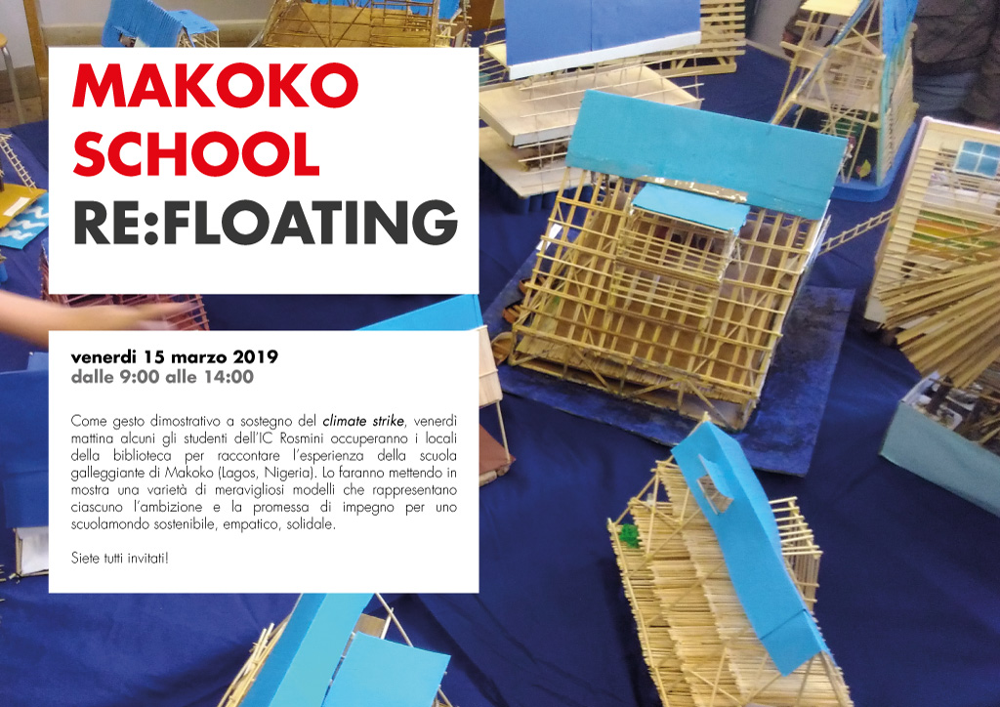 MAKOKO
SCHOOL
RE:FLOATING
venerdi 15 marzo 2019
dalle 9:00 alle 14:00
Come gesto dimostrativo a sostegno del climate strike, venerdì
mattina alcuni gli studenti dell’IC Rosmini occuperanno i locali
della biblioteca per raccontare l’esperienza della scuola
galleggiante di Makoko (Lagos, Nigeria). Lo faranno mettendo in
mostra una varietà di meravigliosi modelli che rappresentano
ciascuno l’ambizione e la promessa di impegno per uno
scuolamondo sostenibile, empatico, solidale.
Siete tutti invitati!